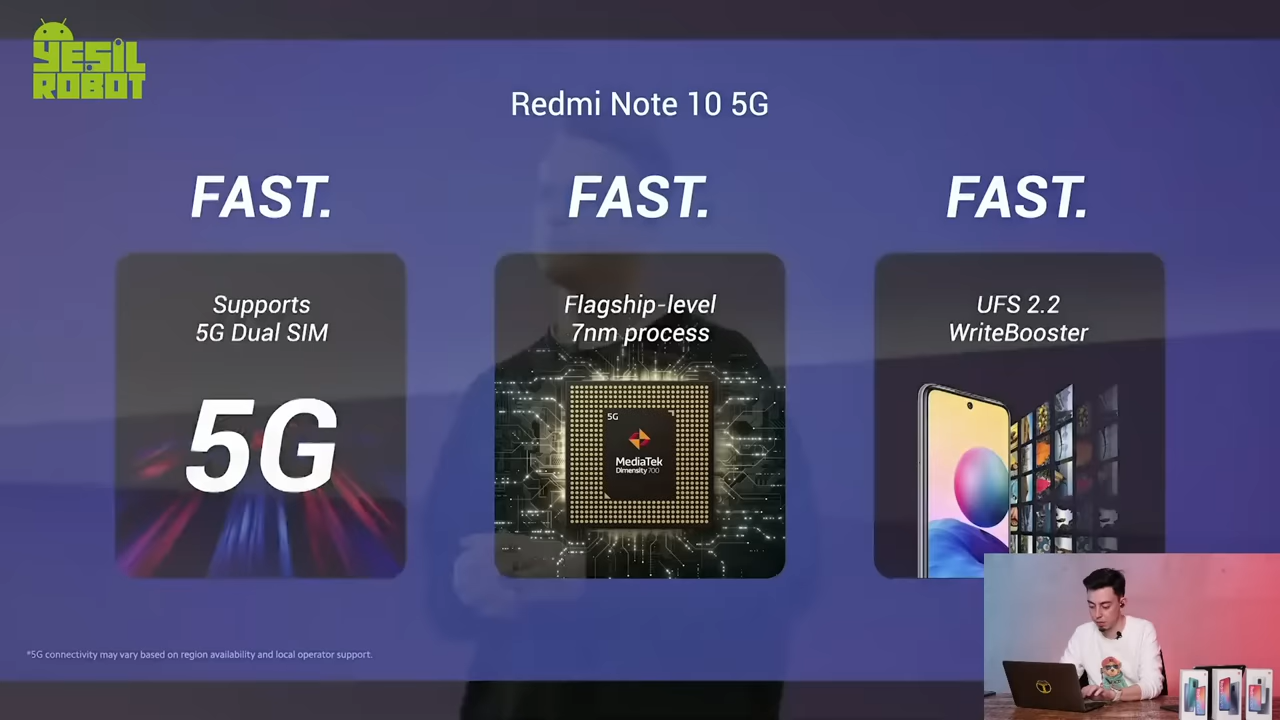 YEŞİL
ROBOT
Redmi Note 10 5G
FAST.
FAST.
FAST.
Supports
5G Dual SIM
Flagship-level
7nm process
UFS 2.2
WriteBooster
5G
5G
MediaTek
Dimensity 700
*5G connectivity may vary based on region availability and local operator support.